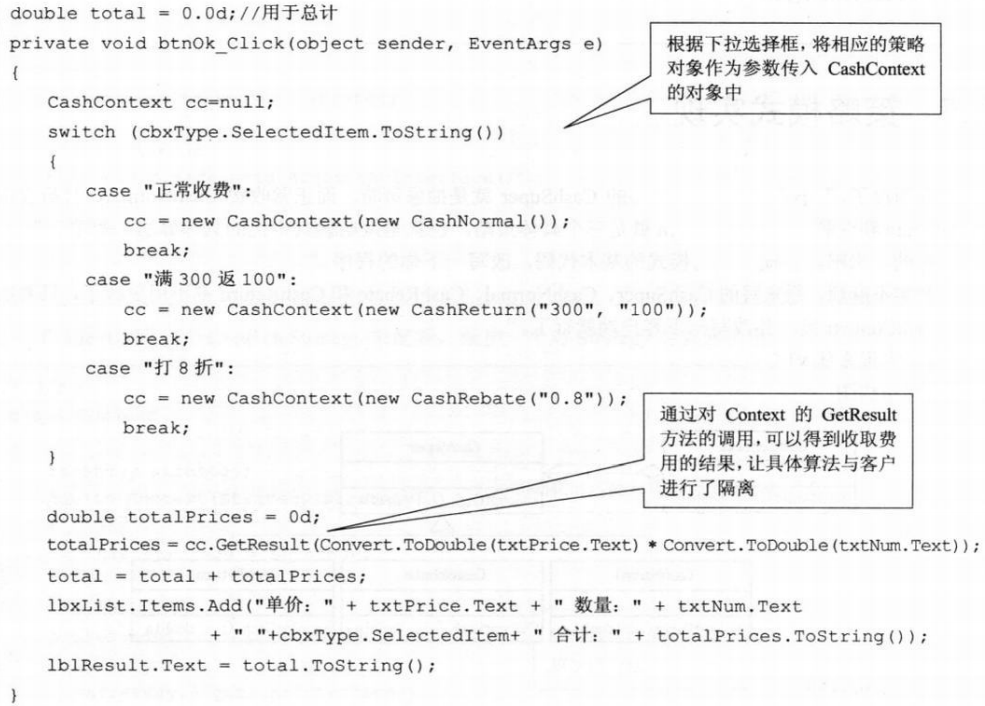 double total = 0.0d;//用于总计
private void btnOk_Click(object sender, EventArgs e)
{
根据下拉选择框，将相应的策略
对象作为参数传入 CashContext
的对象中
CashContext cc=null;
switch (cbxType.SelectedItem.ToString())
{
case "正常收费":
cc = new CashContext(new CashNormal());
break;
case "满 300 返 100":
cc = new CashContext(new CashReturn("300", "100"));
break;
case "打 8 折":
cc = new CashContext(new CashRebate("0.8"));
break;
}
通过对 Context 的 GetResult
方法的调用，可以得到收取费
用的结果，让具体算法与客户
进行了隔离
double totalPrices = 0d;
totalPrices = cc.GetResult(Convert.ToDouble(txtPrice.Text) * Convert.ToDouble(txtNum.Text));
total = total + totalPrices;
lbxList.Items.Add("单价：" + txtPrice.Text + " 数量：" + txtNum.Text
+ " "+cbxType.SelectedItem+ " 合计：" + totalPrices.ToString());
lblResult.Text = total.ToString();
}